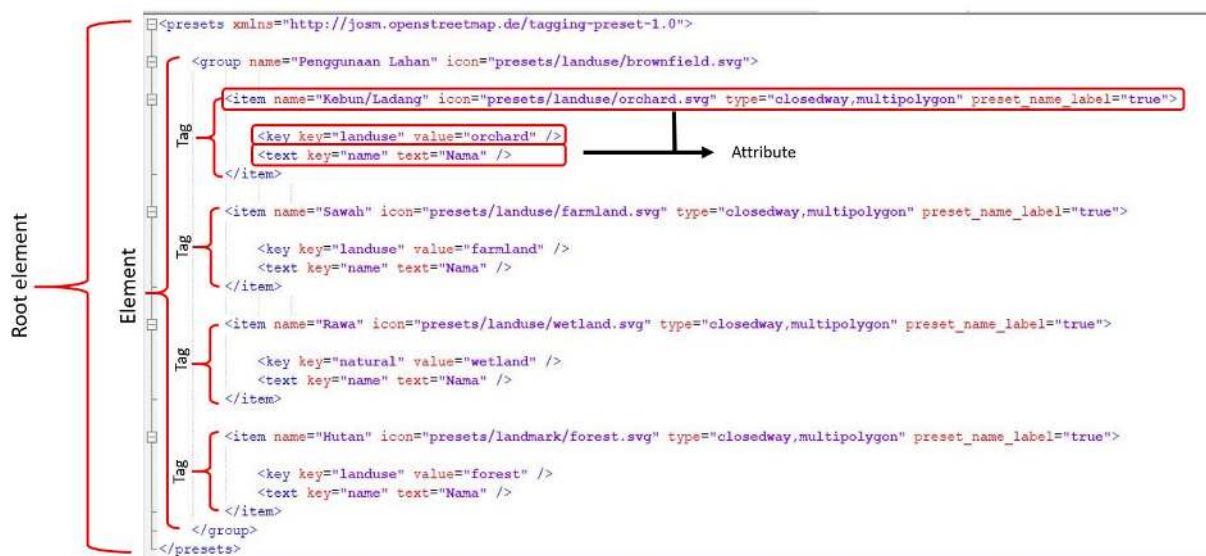 <presets xmlns="http://josm.openstreetmap.de/tagging-preset-1.0">
<group name="Penggunaan Lahan" icon="presets/landuse/brownfield.svg">
<item name="Kebun/Ladang" icon="presets/landuse/orchard.svg" type="closedway,multipolygon" preset_name_label="true">
<key key="landuse" value="orchard" />
<text key="name" text="Nama" />
Attribute
</item>
Tag
<item name="Sawah" icon="presets/landuse/farmland.svg" type="closedway,multipolygon" preset_name_label="true">
<key key="landuse" value="farmland" />
<text key="name" text="Nama" />
</item>
Tag
<item name="Rawa" icon="presets/landuse/wetland.svg" type="closedway,multipolygon" preset_name_label="true">
<key key="natural" value="wetland" />
<text key="name" text="Nama" />
</item>
Tag
<item name="Hutan" icon="presets/landmark/forest.svg" type="closedway,multipolygon" preset_name_label="true">
<key key="landuse" value="forest" />
<text key="name" text="Nama" />
</item>
Tag
</group>
</presets>
Element
Root element